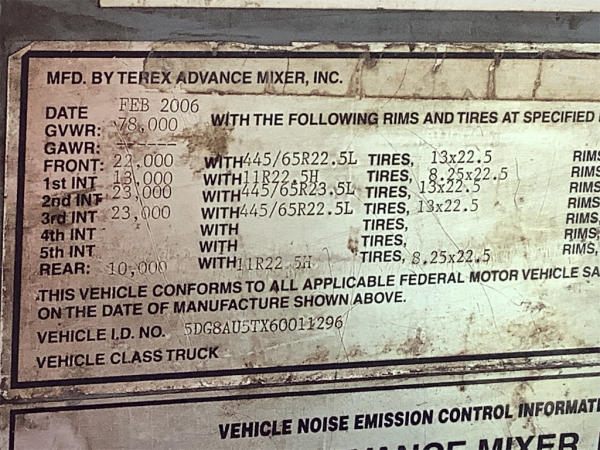 MFD. BY TEREX ADVANCE MIXER, INC.
DATE FEB 2006
GVWR: 78,000 WITH THE FOLLOWING RIMS AND TIRES AT SPECIFIED
GAWR: -----
FRONT: 22,000 WITH 445/65R22.5L TIRES, 13x22.5 RIMS
1st INT 13,000 WITH 11R22.5H TIRES, 8.25x22.5 RIMS
2nd INT 23,000 WITH 445/65R23.5L TIRES, 13x22.5 RIMS
3rd INT 23,000 WITH 445/65R22.5L TIRES, 13x22.5 RIMS
4th INT WITH TIRES, RIMS,
5th INT WITH TIRES, RIMS,
REAR: 10,000 WITH 11R22.5H TIRES, 8.25x22.5 RIMS,
THIS VEHICLE CONFORMS TO ALL APPLICABLE FEDERAL MOTOR VEHICLE SA
ON THE DATE OF MANUFACTURE SHOWN ABOVE.
VEHICLE I.D. NO. 5DG8AU5TX60011296
VEHICLE CLASS TRUCK
VEHICLE NOISE EMISSION CONTROL INFORMATI
VANCE MIXER,